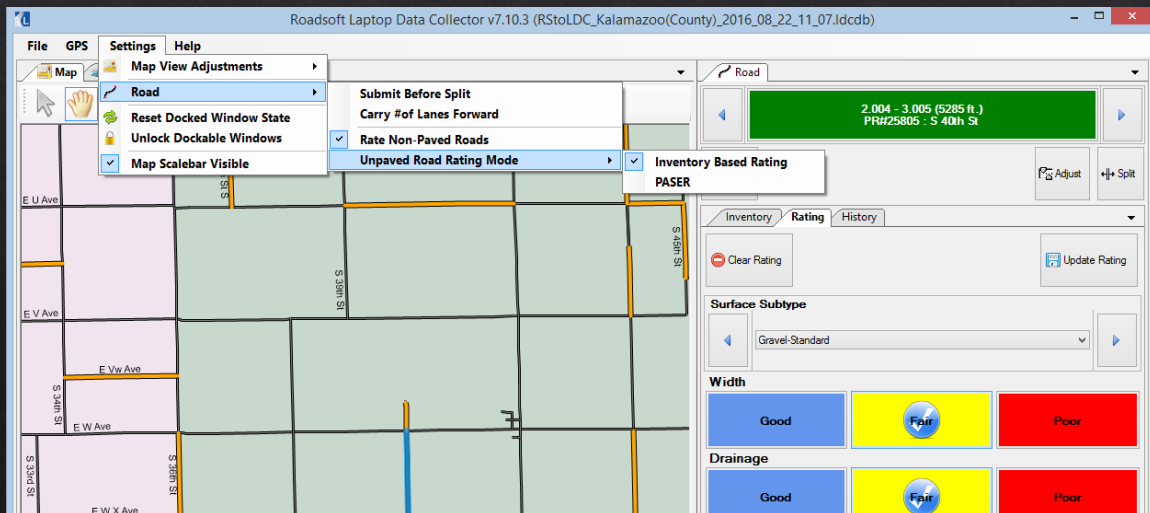 Roadsoft Laptop Data Collector v7.10.3 (RStoLDC_Kalamazoo(County)_2016_08_22_11_07.ldcdb)
File GPS Settings Help
Map
Map View Adjustments
Road
Reset Docked Window State
Unlock Dockable Windows
Map Scalebar Visible
Submit Before Split
Carry #of Lanes Forward
Rate Non-Paved Roads
Unpaved Road Rating Mode
Inventory Based Rating
PASER
Road
2.004 - 3.005 (5285 ft.)
PR#25805 : S 40th St
Adjust
Split
Inventory Rating History
Clear Rating
Update Rating
Surface Subtype
Gravel-Standard
Width
Good Fair Poor
Drainage
Good Fair Poor
E U Ave
S 45th St
S 39th St
E V Ave
E Vw Ave
S 34th St
E W Ave
S 33rd St
S 36th St
E W X Ave